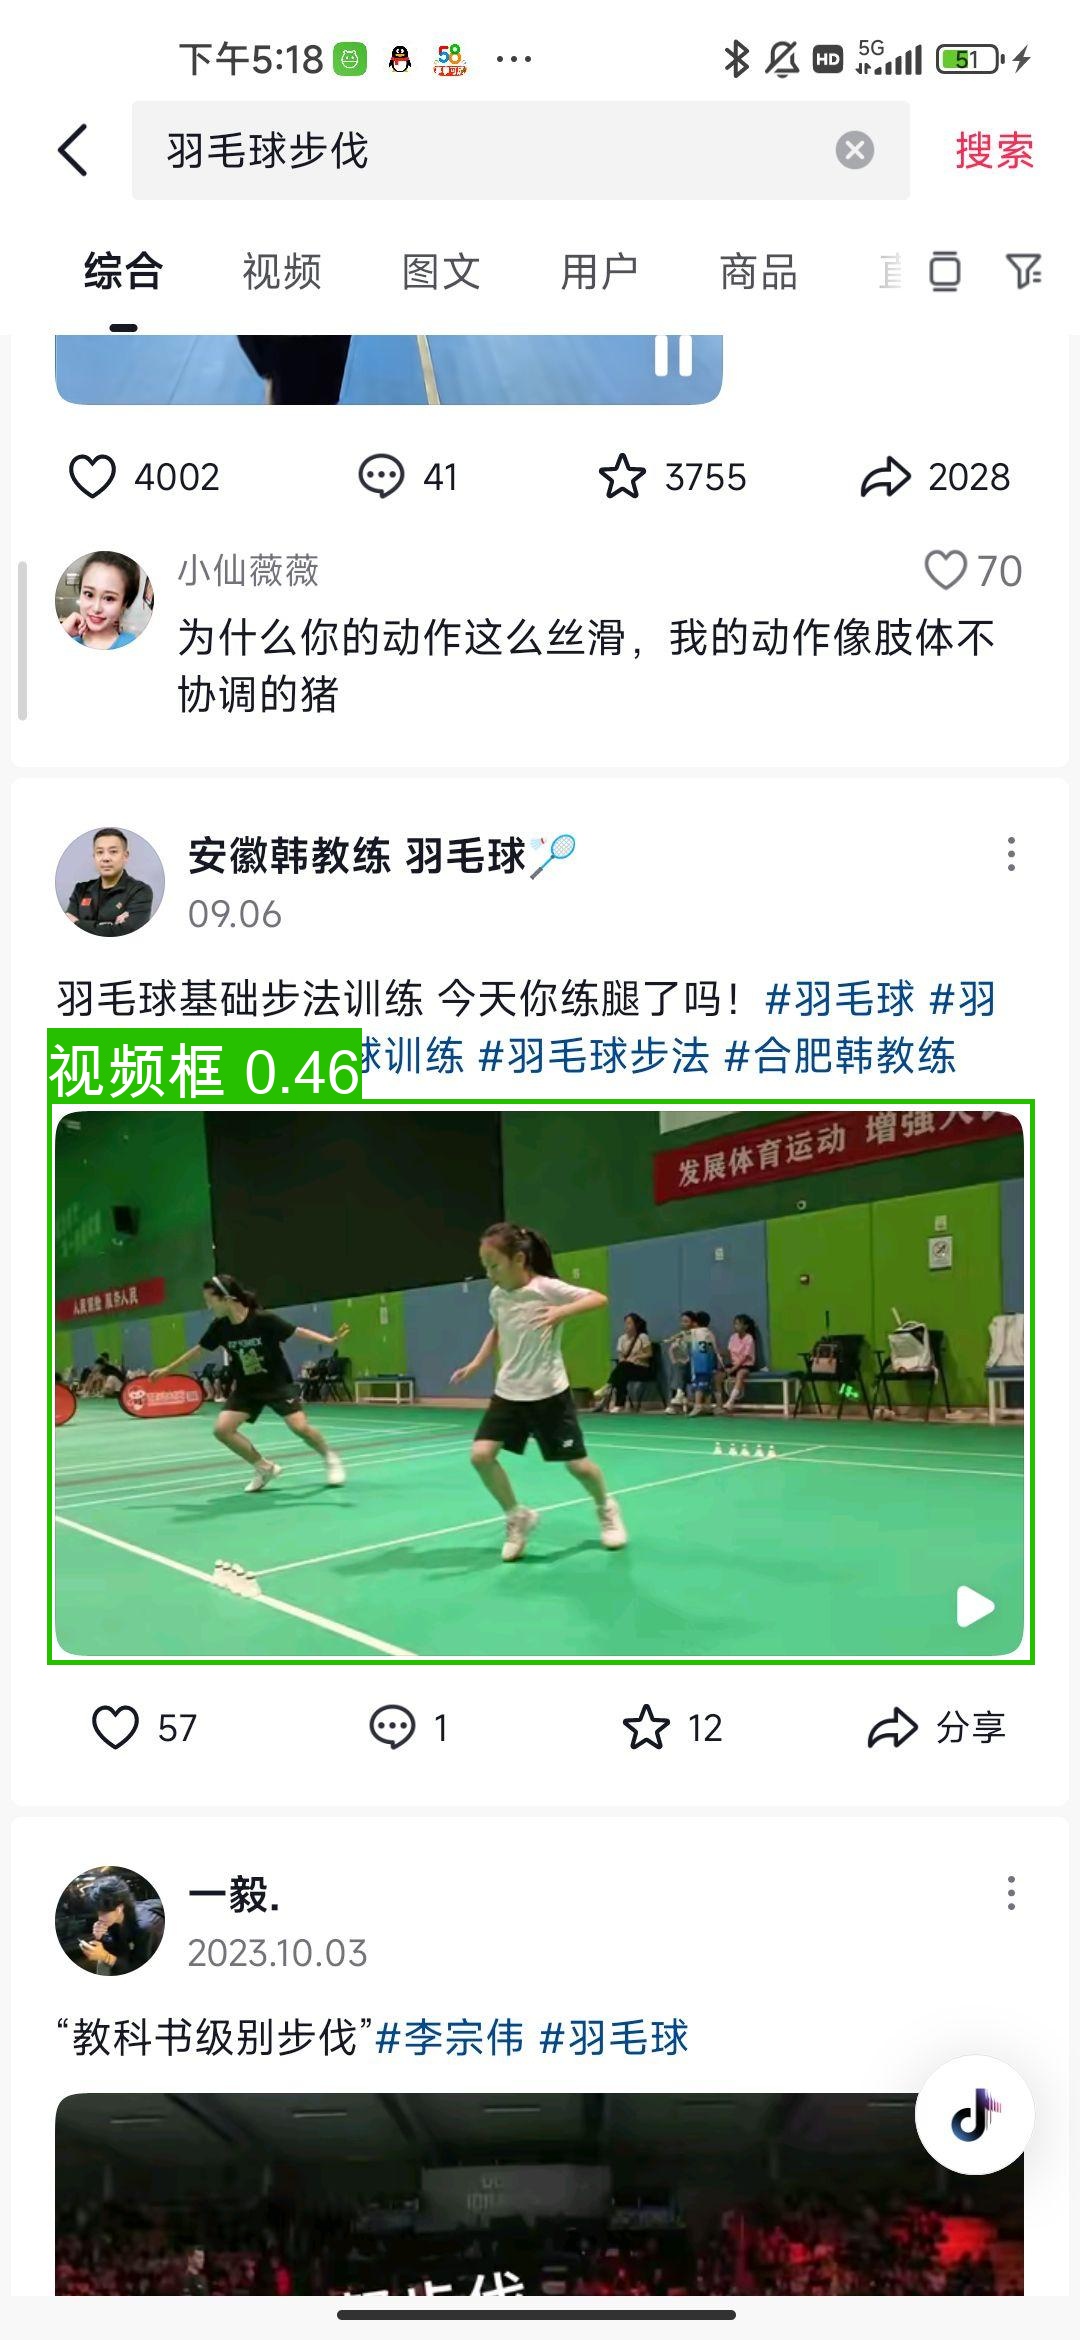 下午5:18 58 ... HD 5G 51
羽毛球步伐 搜索
综合 视频 图文 用户 商品 直
4002 41 3755 2028
小仙薇薇 70
为什么你的动作这么丝滑，我的动作像肢体不
协调的猪
安徽韩教练 羽毛球🏸
09.06
羽毛球基础步法训练 今天你练腿了吗！#羽毛球 #羽
视频框 0.46 球训练 #羽毛球步法 #合肥韩教练
发展体育运动 增强人
57 1 12 分享
一毅.
2023.10.03
“教科书级别步伐”#李宗伟 #羽毛球